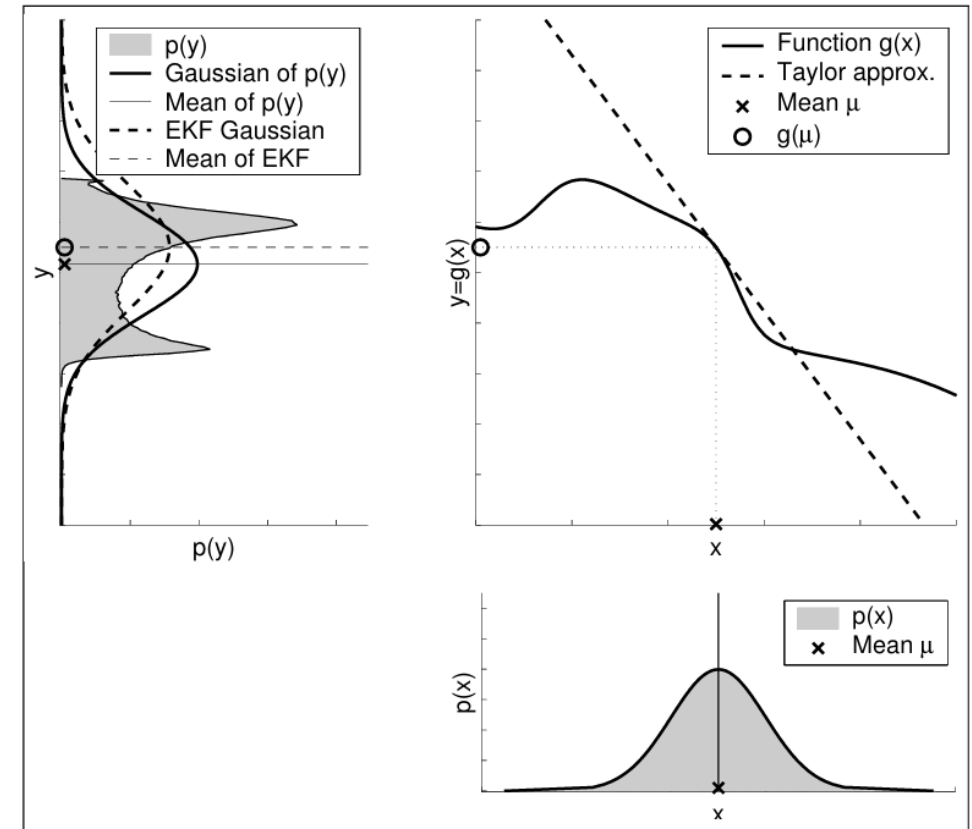 p(y)
Gaussian of p(y)
Mean of p(y)
EKF Gaussian
Mean of EKF
y
p(y)
Function g(x)
Taylor approx.
Mean μ
g(μ)
y=g(x)
x
p(x)
Mean μ
p(x)
x